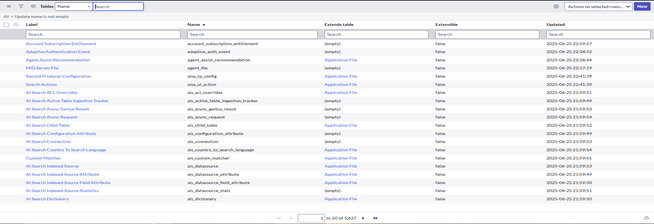 Tables Name Search Actions on selected rows... New
All > Update name is not empty
Label Name Extends table Extensible Updated
Search Search Search Search Search
Account Subscription Entitlement account_subscription_entitlement (empty) false 2025-06-25 22:59:57
Adaptive Authentication Event adaptive_auth_event (empty) false 2025-06-25 22:34:52
Agent Assist Recommendation agent_assist_recommendation Application File false 2025-06-25 22:36:44
MID Server File agent_file (empty) false 2025-06-25 22:17:19
Record Producer Configuration aisa_rp_config Application File false 2025-06-25 22:41:39
Search Actions aisa_ui_action Application File false 2025-06-25 22:41:39
AI Search ACL Overrides ais_acl_overrides Application File false 2025-06-25 21:59:51
AI Search Active Table Ingestion Tracker ais_active_table_ingestion_tracker (empty) false 2025-06-25 21:59:49
AI Search Async Genius Result ais_async_genius_result (empty) false 2025-06-25 21:59:53
AI Search Async Request ais_async_request (empty) false 2025-06-25 21:59:54
AI Search Child Table ais_child_table Application File false 2025-06-25 21:59:52
AI Search Configuration Attribute ais_configuration_attribute (empty) false 2025-06-25 21:59:49
AI Search Connection ais_connection (empty) false 2025-06-25 21:59:53
AI Search Country To Search Language ais_country_to_search_language Application File false 2025-06-25 21:59:54
Custom Matcher ais_custom_matcher Application File false 2025-06-25 21:59:51
AI Search Indexed Source ais_datasource Application File false 2025-06-25 21:59:53
AI Search Indexed Source Attribute ais_datasource_attribute Application File false 2025-06-25 21:59:49
AI Search Indexed Source Field Attribute ais_datasource_field_attribute Application File false 2025-06-25 21:59:50
AI Search Indexed Source Statistics ais_datasource_stats (empty) false 2025-06-25 21:59:51
AI Search Dictionary ais_dictionary Application File false 2025-06-25 21:59:50
1 to 20 of 5,627